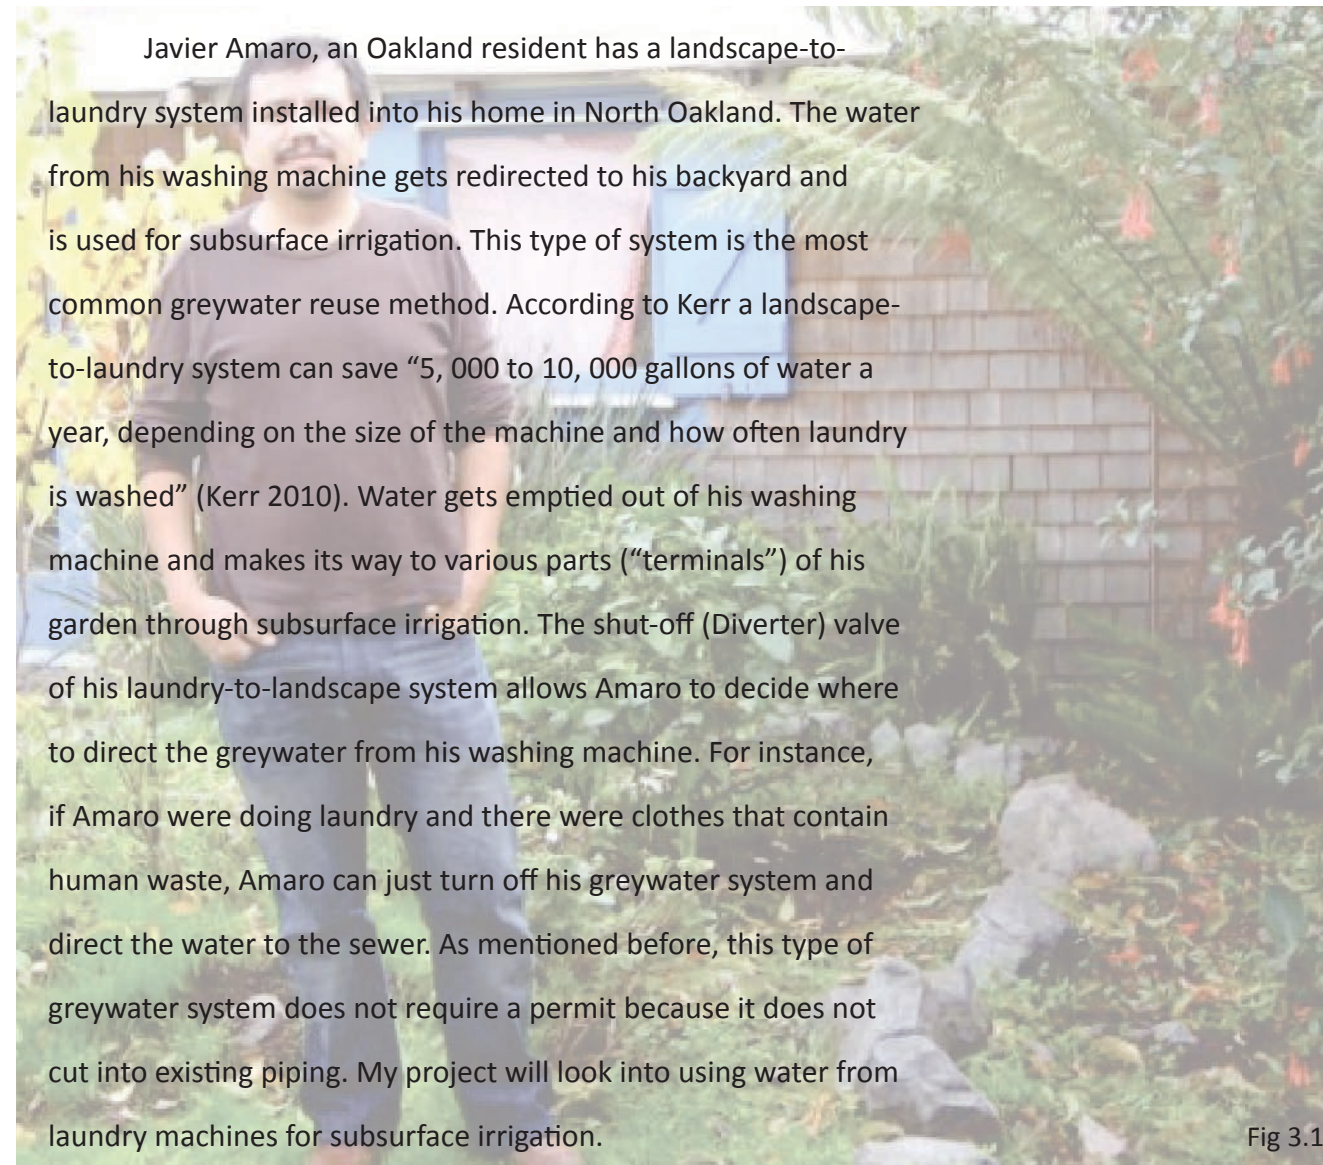 Javier Amaro, an Oakland resident has a landscape-to-
laundry system installed into his home in North Oakland. The water
from his washing machine gets redirected to his backyard and
is used for subsurface irrigation. This type of system is the most
common greywater reuse method. According to Kerr a landscape-
to-laundry system can save “5, 000 to 10, 000 gallons of water a
year, depending on the size of the machine and how often laundry
is washed” (Kerr 2010). Water gets emptied out of his washing
machine and makes its way to various parts (“terminals”) of his
garden through subsurface irrigation. The shut-off (Diverter) valve
of his laundry-to-landscape system allows Amaro to decide where
to direct the greywater from his washing machine. For instance,
if Amaro were doing laundry and there were clothes that contain
human waste, Amaro can just turn off his greywater system and
direct the water to the sewer. As mentioned before, this type of
greywater system does not require a permit because it does not
cut into existing piping. My project will look into using water from
laundry machines for subsurface irrigation.
Fig 3.1